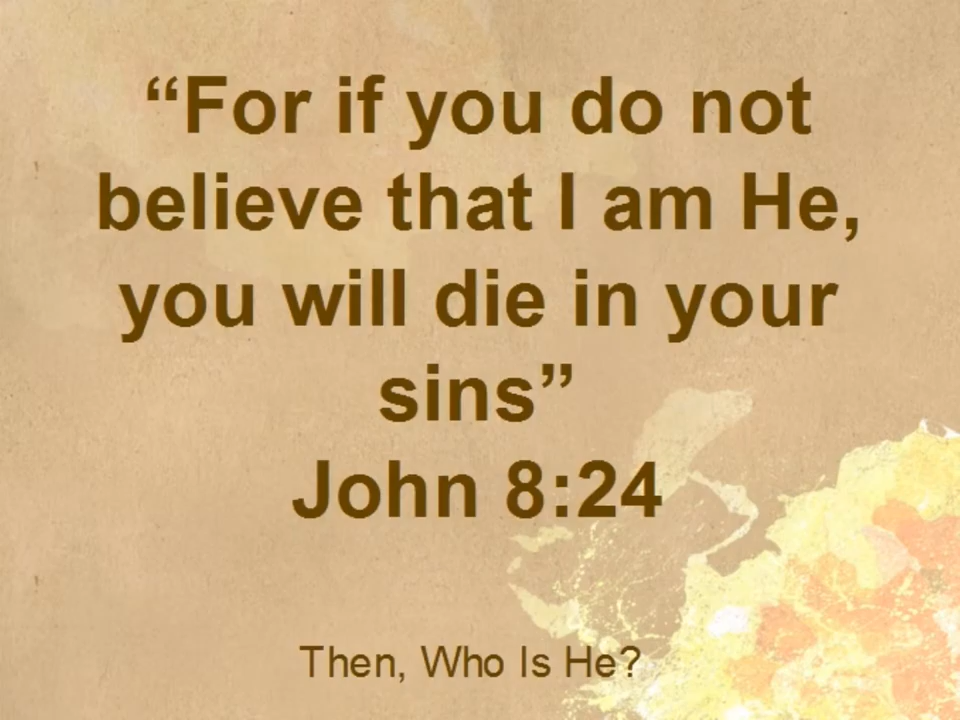 “For if you do not
believe that I am He,
you will die in your
sins”
John 8:24
Then, Who Is He?